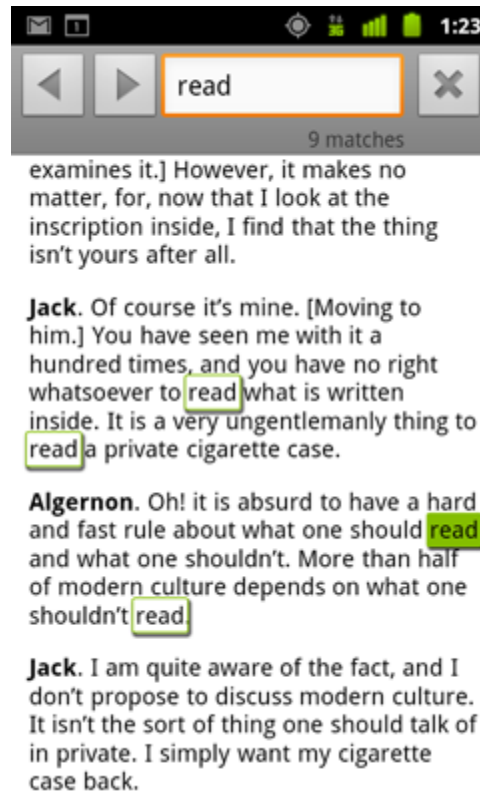 1
3G
1:23
read
9 matches
examines it.] However, it makes no
matter, for, now that I look at the
inscription inside, I find that the thing
isn’t yours after all.
Jack. Of course it’s mine. [Moving to
him.] You have seen me with it a
hundred times, and you have no right
whatsoever to read what is written
inside. It is a very ungentlemanly thing to
read a private cigarette case.
Algernon. Oh! it is absurd to have a hard
and fast rule about what one should read
and what one shouldn’t. More than half
of modern culture depends on what one
shouldn’t read.
Jack. I am quite aware of the fact, and I
don’t propose to discuss modern culture.
It isn’t the sort of thing one should talk of
in private. I simply want my cigarette
case back.